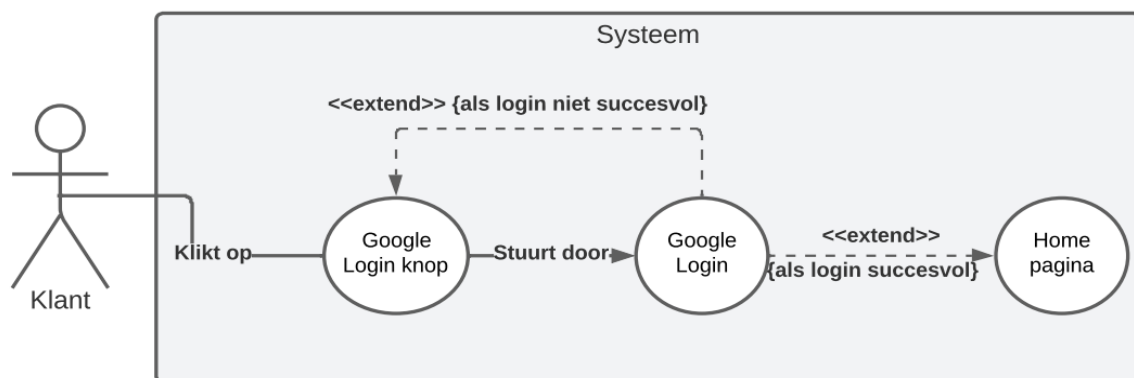 Systeem
<<extend>> {als login niet succesvol}
Klikt op
Google
Login knop
Stuurt door
Google
Login
<<extend>>
{als login succesvol}
Home
pagina
Klant